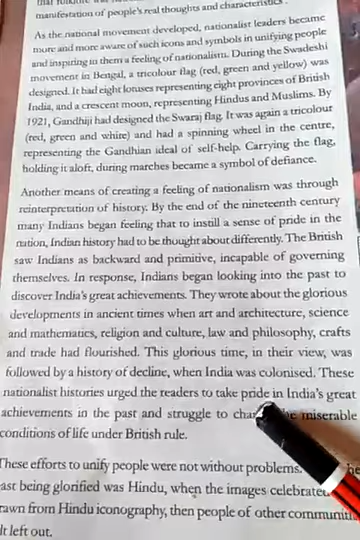 that folklore was
manifestation of people's real thoughts and characteristics'.
As the national movement developed, nationalist leaders became
more and more aware of such icons and symbols in unifying people
and inspiring in them a feeling of nationalism. During the Swadeshi
movement in Bengal, a tricolour flag (red, green and yellow) was
designed. It had eight lotuses representing eight provinces of British
India, and a crescent moon, representing Hindus and Muslims. By
1921, Gandhiji had designed the Swaraj flag. It was again a tricolour
(red, green and white) and had a spinning wheel in the centre,
representing the Gandhian ideal of self-help. Carrying the flag,
holding it aloft, during marches became a symbol of defiance.
Another means of creating a feeling of nationalism was through
reinterpretation of history. By the end of the nineteenth century
many Indians began feeling that to instill a sense of pride in the
nation, Indian history had to be thought about differently. The British
saw Indians as backward and primitive, incapable of governing
themselves. In response, Indians began looking into the past to
discover India's great achievements. They wrote about the glorious
developments in ancient times when art and architecture, science
and mathematics, religion and culture, law and philosophy, crafts
and trade had flourished. This glorious time, in their view, was
followed by a history of decline, when India was colonised. These
nationalist histories urged the readers to take pride in India's great
achievements in the past and struggle to miserable
conditions of life under British rule.
These efforts to unify people were not without problems.
ast being glorified was Hindu, when the images celebrated
rawn from Hindu iconography, then people of other communiti
lt left out.